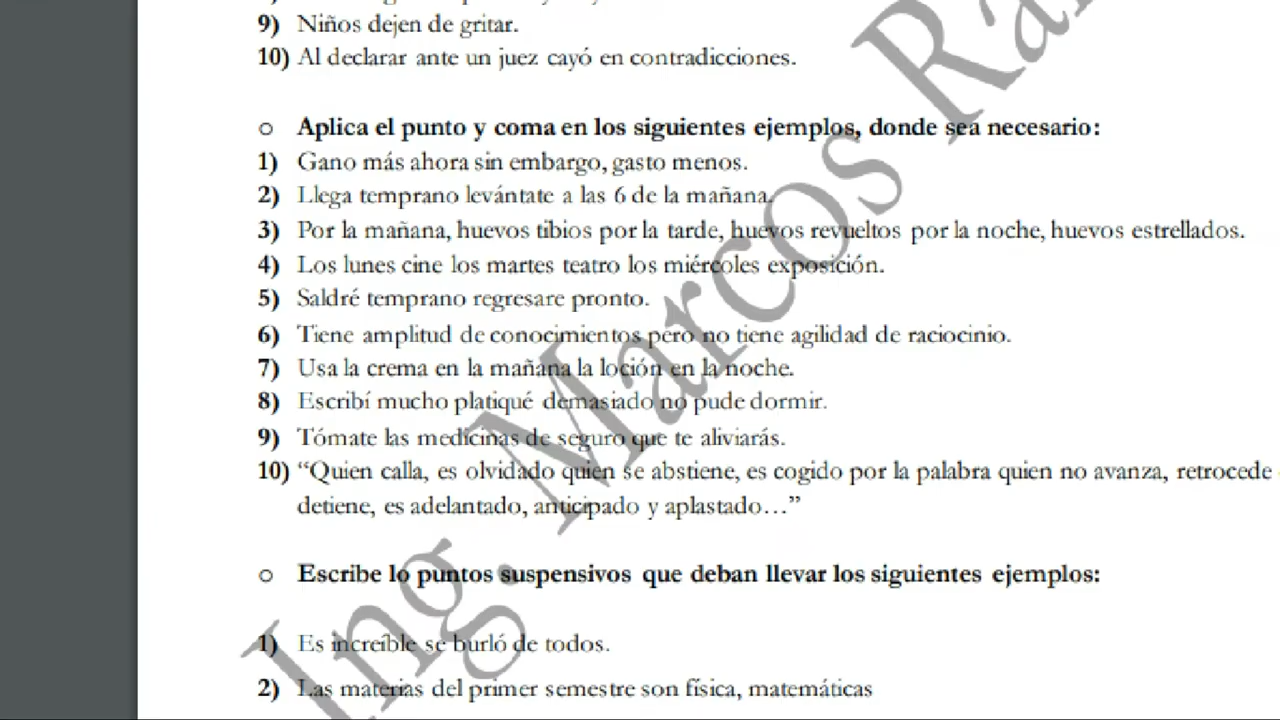 9) Niños dejen de gritar.
10) Al declarar ante un juez cayó en contradicciones.
o Aplica el punto y coma en los siguientes ejemplos, donde sea necesario:
1) Gano más ahora sin embargo, gasto menos.
2) Llega temprano levántate a las 6 de la mañana.
3) Por la mañana, huevos tibios por la tarde, huevos revueltos por la noche, huevos estrellados.
4) Los lunes cine los martes teatro los miércoles exposición.
5) Saldré temprano regresare pronto.
6) Tiene amplitud de conocimientos pero no tiene agilidad de raciocinio.
7) Usa la crema en la mañana la loción en la noche.
8) Escribí mucho platiqué demasiado no pude dormir.
9) Tómate las medicinas de seguro que te aliviarás.
10) “Quien calla, es olvidado quien se abstiene, es cogido por la palabra quien no avanza, retrocede
detiene, es adelantado, anticipado y aplastado…”
o Escribe lo puntos suspensivos que deban llevar los siguientes ejemplos:
1) Es increíble se burló de todos.
2) Las materias del primer semestre son física, matemáticas
Ing. Marcos Ra